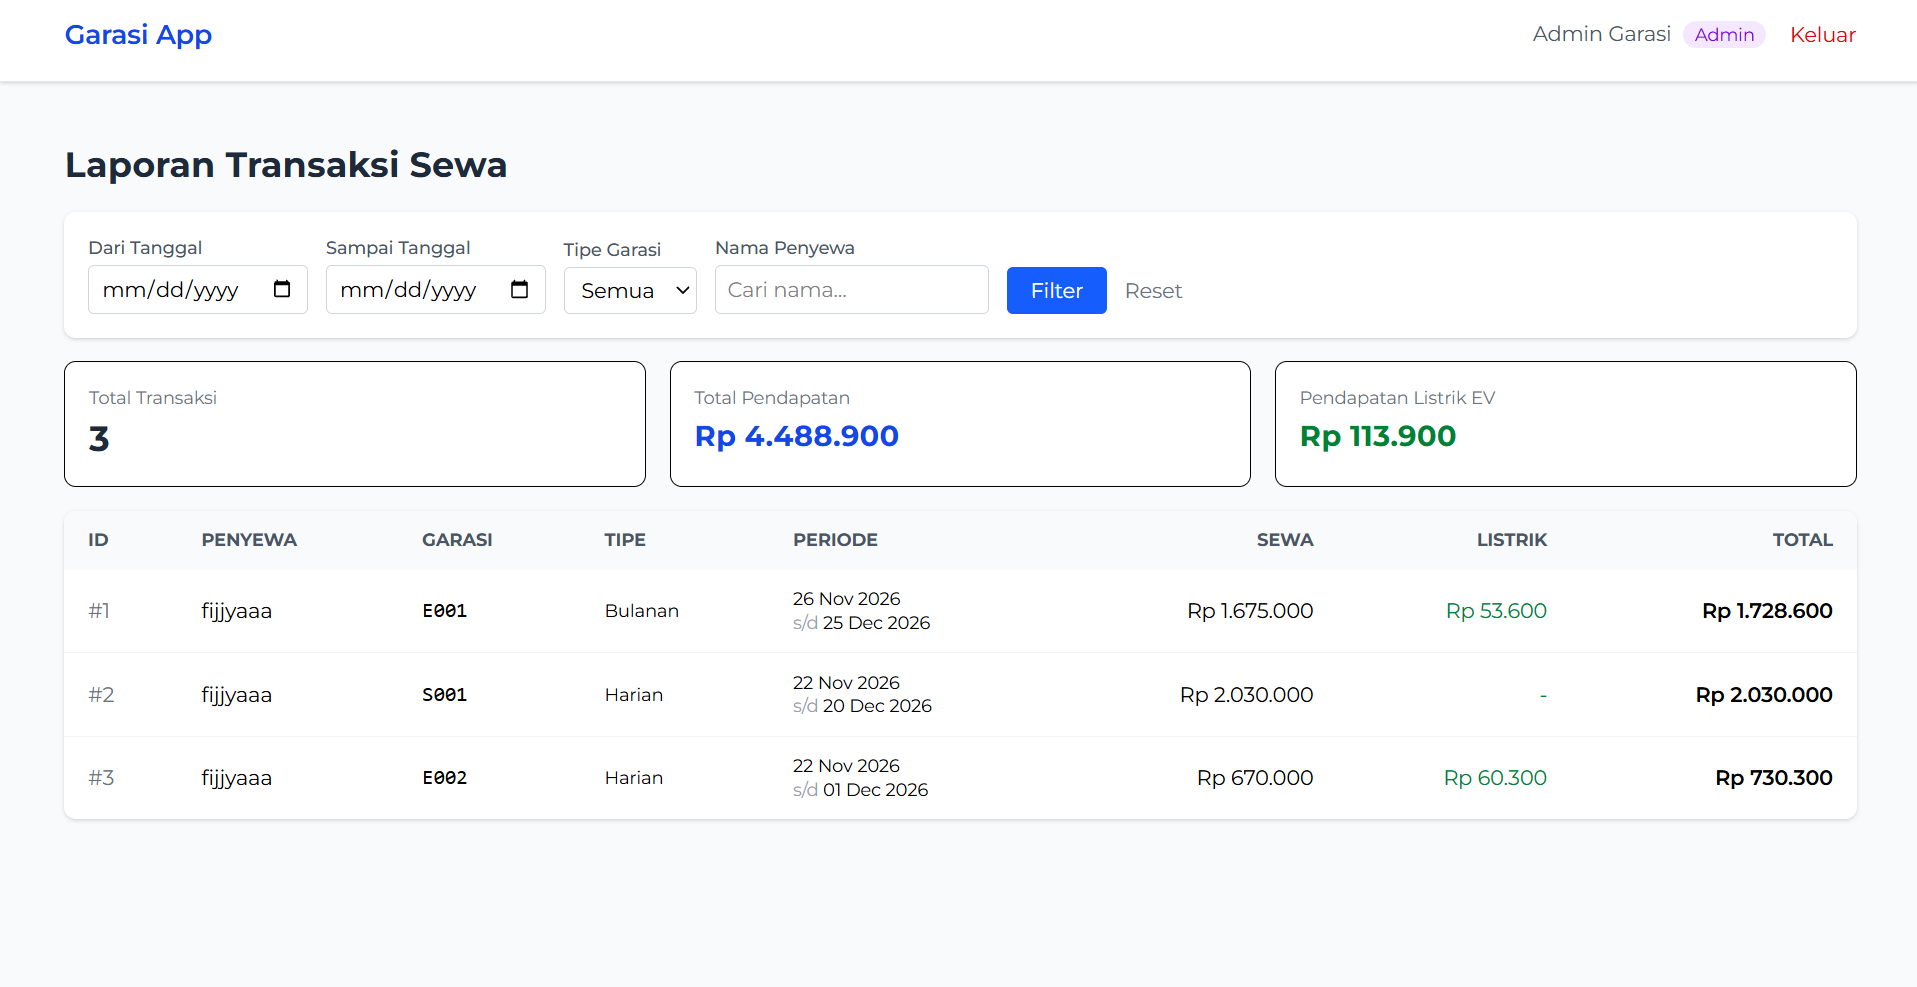 Garasi App
Admin Garasi Admin Keluar
Laporan Transaksi Sewa
Dari Tanggal Sampai Tanggal Tipe Garasi Nama Penyewa
mm/dd/yyyy mm/dd/yyyy Semua Cari nama... Filter Reset
Total Transaksi
3
Total Pendapatan
Rp 4.488.900
Pendapatan Listrik EV
Rp 113.900
ID PENYEWA GARASI TIPE PERIODE SEWA LISTRIK TOTAL
#1 fijjyaaa E001 Bulanan 26 Nov 2026 s/d 25 Dec 2026 Rp 1.675.000 Rp 53.600 Rp 1.728.600
#2 fijjyaaa S001 Harian 22 Nov 2026 s/d 20 Dec 2026 Rp 2.030.000 - Rp 2.030.000
#3 fijjyaaa E002 Harian 22 Nov 2026 s/d 01 Dec 2026 Rp 670.000 Rp 60.300 Rp 730.300